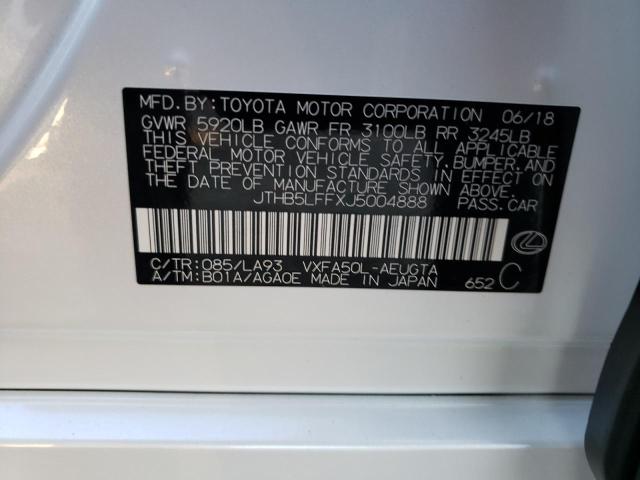 MFD.BY: TOYOTA MOTOR CORPORATION 06/18
GVWR 5920LB GAWR FR 3100LB RR 3245LB
THIS VEHICLE CONFORMS TO ALL APPLICABLE
FEDERAL MOTOR VEHICLE SAFETY, BUMPER, AND
THEFT PREVENTION STANDARDS IN EFFECT ON
THE DATE OF MANUFACTURE SHOWN ABOVE.
JTHB5LFFXJ5004888 PASS.CAR
C/TR: 085/LA93 VXFA50L-AEUGTA
A/TM: B01A/AGA0E MADE IN JAPAN 652 C